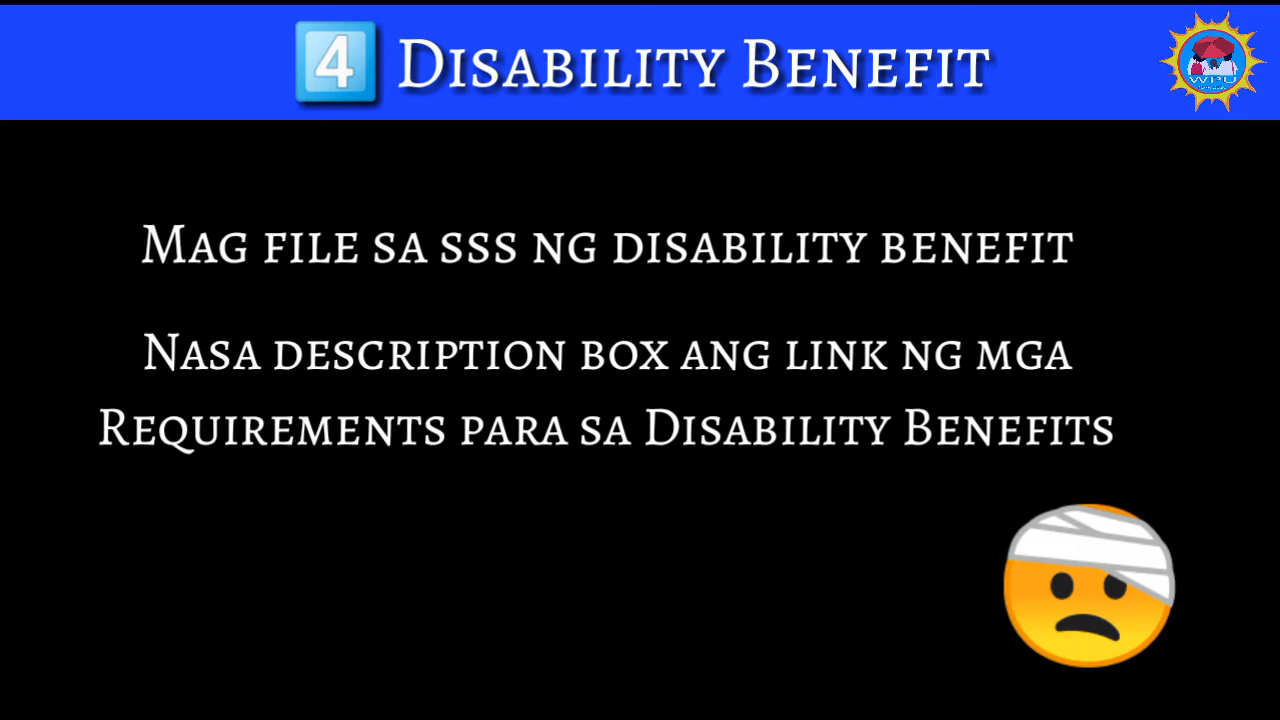 4 Disability Benefit
Mag file sa sss ng disability benefit
Nasa description box ang link ng mga
Requirements para sa Disability Benefits
WPU